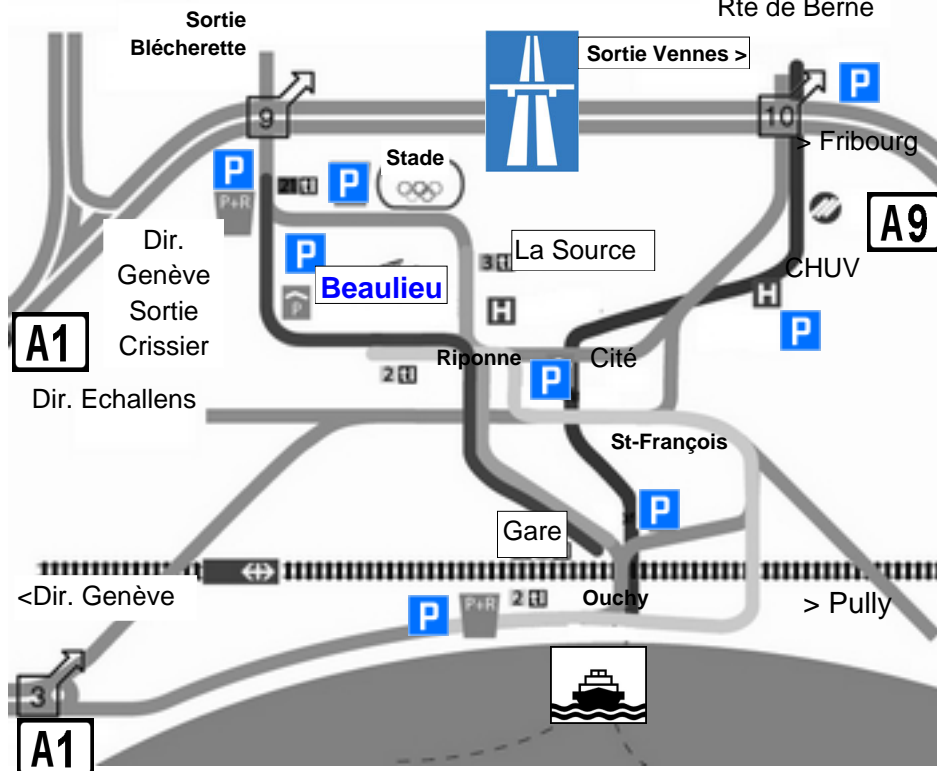 Rte de Berne
Sortie
Blécherette
Sortie Vennes >
P
9
10
> Fribourg
Stade
P
P
21
P+R
A9
Dir.
Genève
Sortie
Crissier
P
La Source
3
CHUV
Beaulieu
H
H
P
P
A1
Riponne
Cité
2
P
Dir. Echallens
St-François
P
Gare
<Dir. Genève
2
Ouchy
> Pully
P+R
P
3
A1